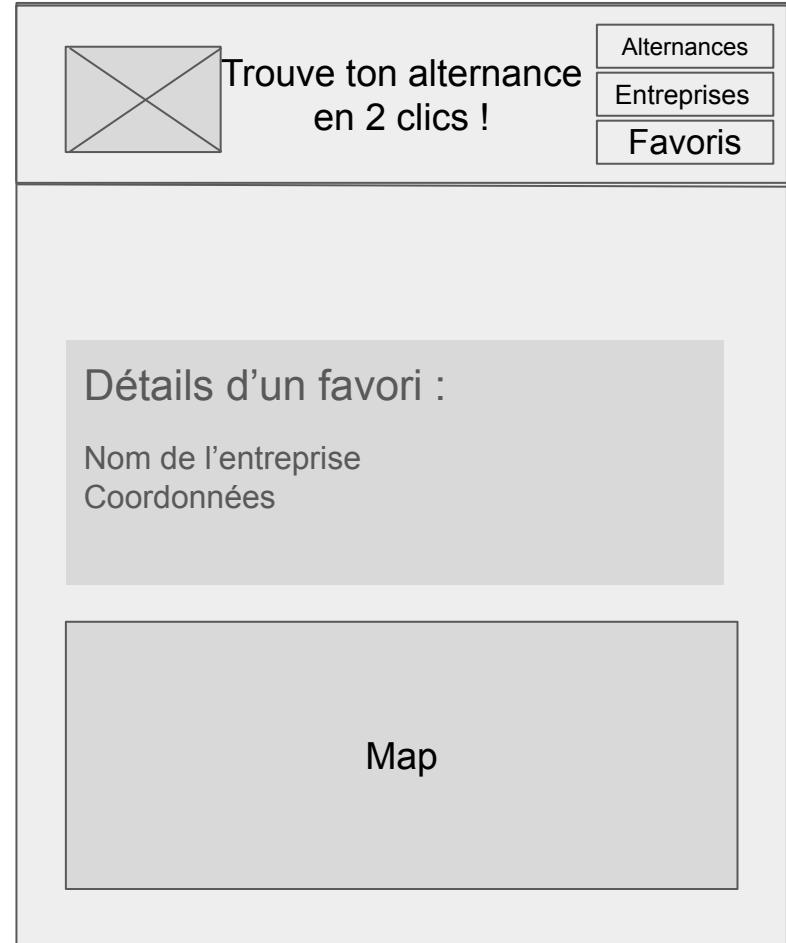 Trouve ton alternance
en 2 clics !
Alternances
Entreprises
Favoris
Détails d’un favori :
Nom de l’entreprise
Coordonnées
Map